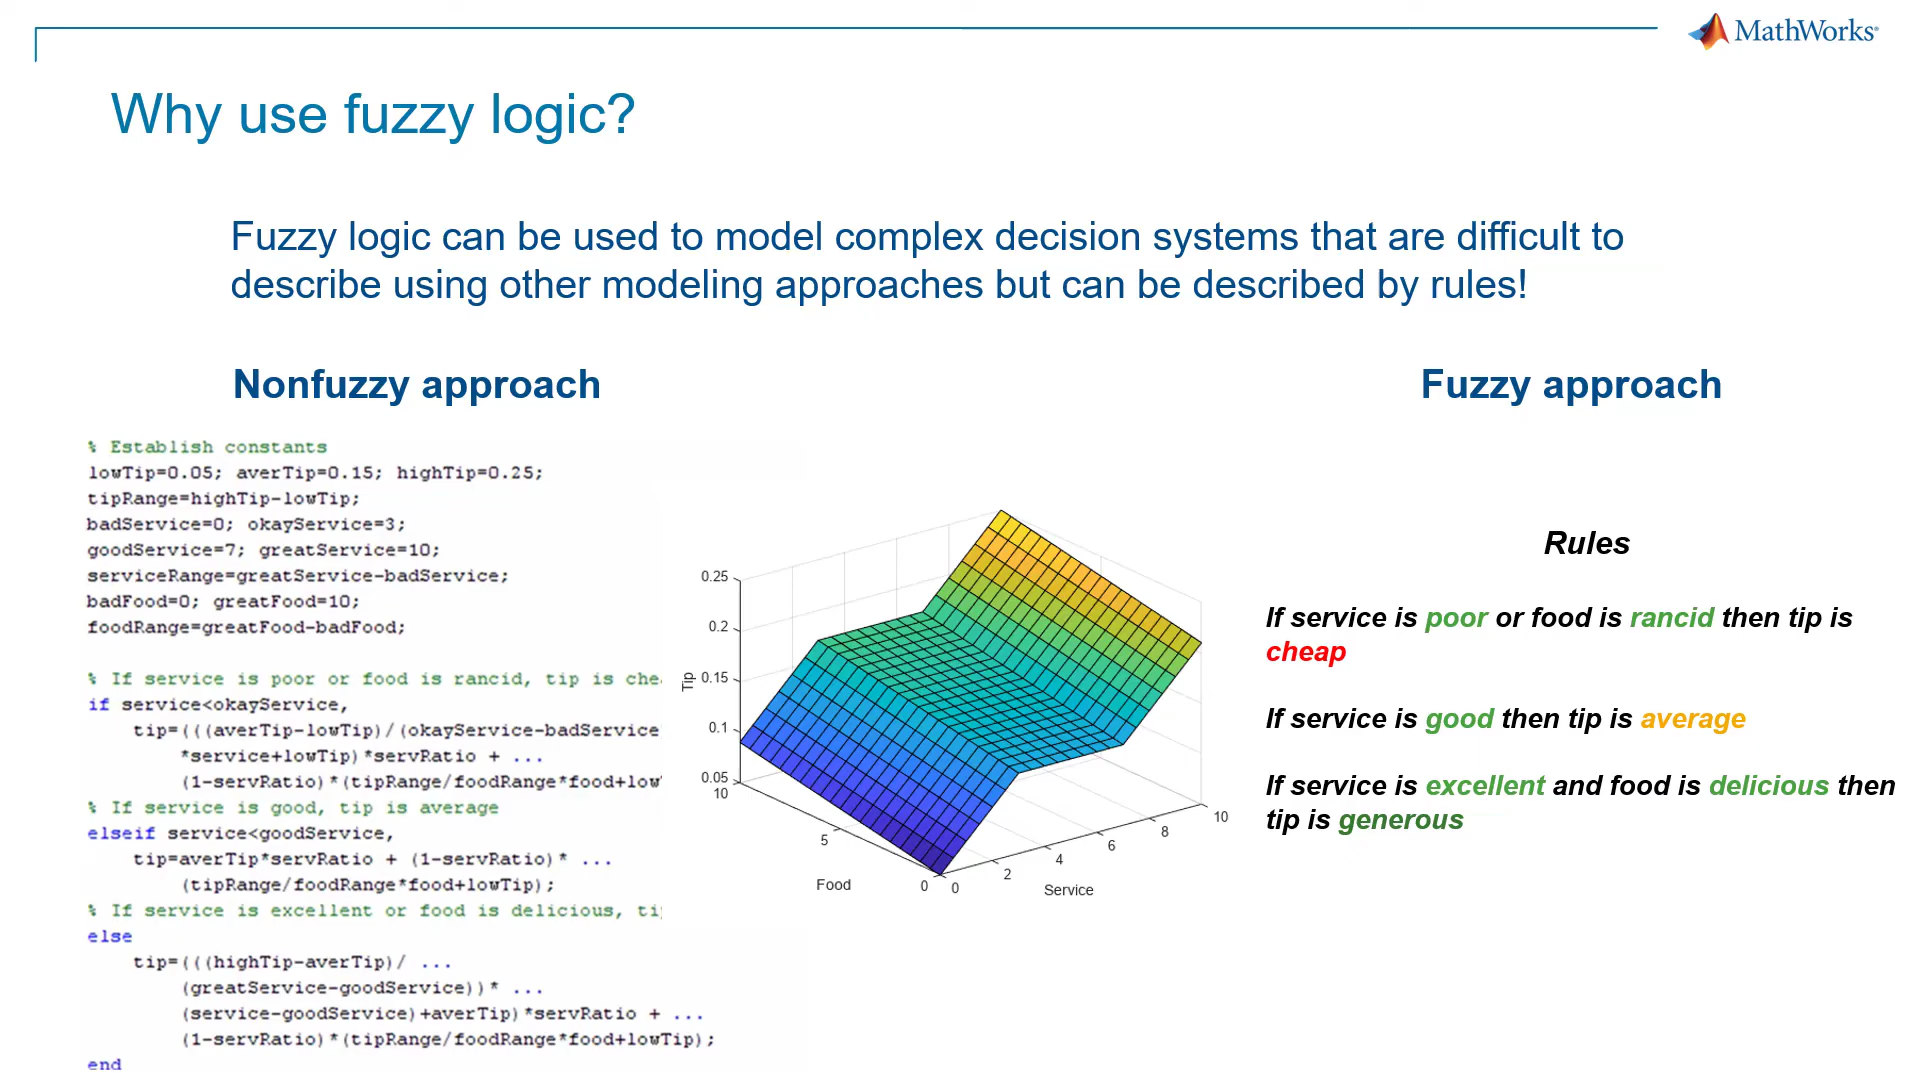 MathWorks®
Why use fuzzy logic?
Fuzzy logic can be used to model complex decision systems that are difficult to
describe using other modeling approaches but can be described by rules!
Nonfuzzy approach
% Establish constants
lowTip=0.05; averTip=0.15; highTip=0.25;
tipRange=highTip-lowTip;
badService=0; okayService=3;
goodService=7; greatService=10;
serviceRange=greatService-badService;
badFood=0; greatFood=10;
foodRange=greatFood-badFood;
% If service is poor or food is rancid, tip is che
if service<okayService,
tip=(((averTip-lowTip)/(okayService-badService
*service+lowTip)*servRatio + ...
(1-servRatio)*(tipRange/foodRange*food+low
% If service is good, tip is average
elseif service<goodService,
tip=averTip*servRatio + (1-servRatio)* ...
(tipRange/foodRange*food+lowTip);
% If service is excellent or food is delicious, ti
else
tip=(((highTip-averTip)/ ...
(greatService-goodService))* ...
(service-goodService)+averTip)*servRatio + ...
(1-servRatio)*(tipRange/foodRange*food+lowTip);
end
0.25
0.2
0.15
0.1
0.05
Tip
10
5
0
Food
0
2
4
6
8
10
Service
Fuzzy approach
Rules
If service is poor or food is rancid then tip is
cheap
If service is good then tip is average
If service is excellent and food is delicious then
tip is generous